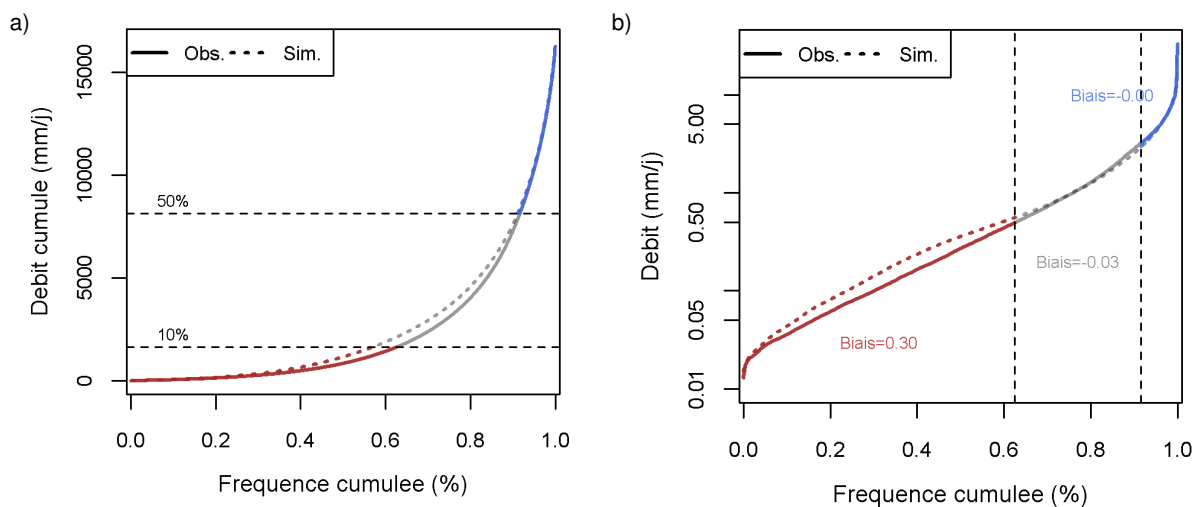 a)
Obs. Sim.
Debit cumule (mm/j)
15000
10000
5000
0
50%
10%
0.0 0.2 0.4 0.6 0.8 1.0
Frequence cumulee (%)
b)
Obs. Sim.
Debit (mm/j)
5.00
0.50
0.05
0.01
Biais=-0.00
Biais=-0.03
Biais=0.30
0.0 0.2 0.4 0.6 0.8 1.0
Frequence cumulee (%)